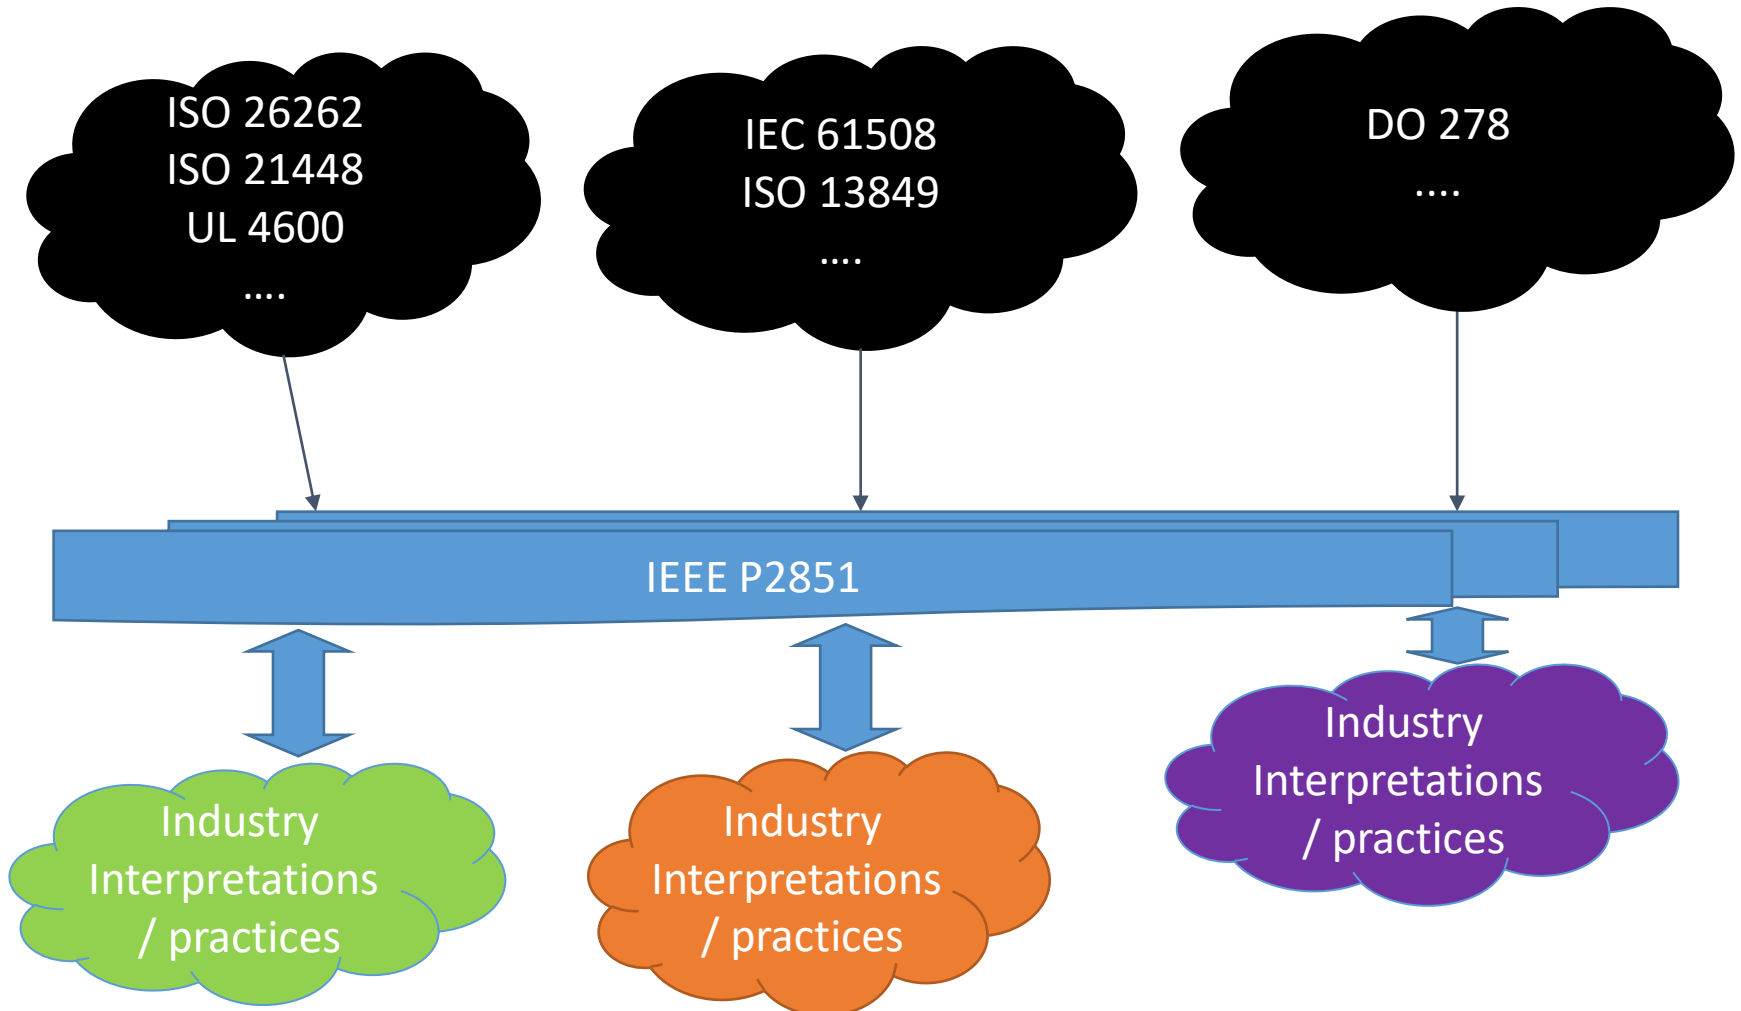 ISO 26262
ISO 21448
UL 4600
....
IEC 61508
ISO 13849
....
DO 278
....
IEEE P2851
Industry
Interpretations
/ practices
Industry
Interpretations
/ practices
Industry
Interpretations
/ practices